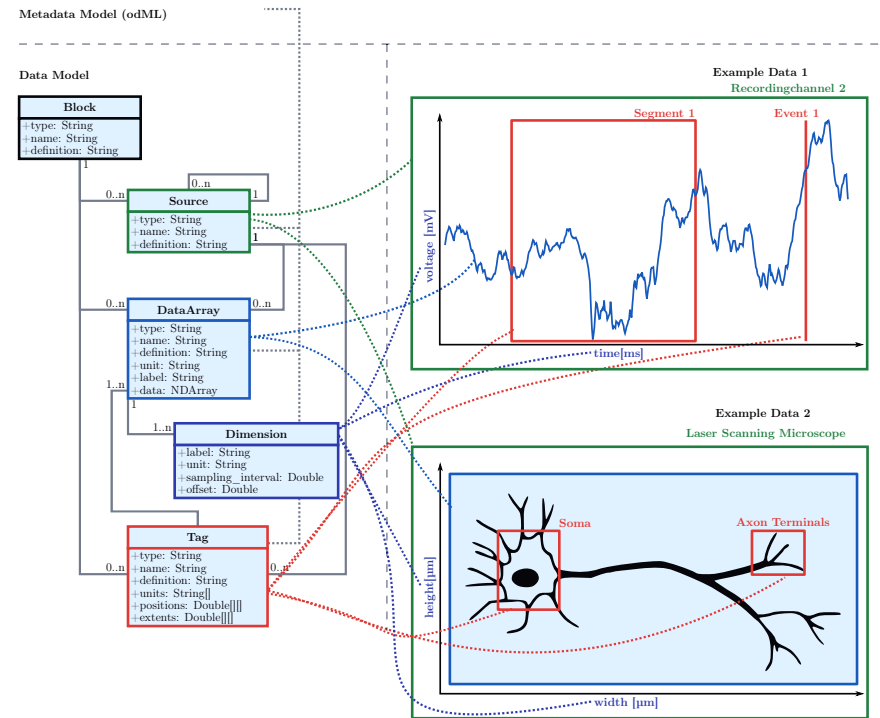 Metadata Model (odML)
Data Model
Block
+type: String
+name: String
+definition: String
1
0..n
0..n
1
Source
+type: String
+name: String
+definition: String
1
0..n
0..n
DataArray
+type: String
+name: String
+definition: String
+unit: String
+label: String
+data: NDArray
1..n
1
1..n
Dimension
+label: String
+unit: String
+sampling_interval: Double
+offset: Double
Tag
+type: String
+name: String
+definition: String
+units: String[]
+positions: Double[][]
+extents: Double[][]
0..n
0..n
Example Data 1
Recordingchannel 2
Segment 1
Event 1
voltage [mV]
time[ms]
Example Data 2
Laser Scanning Microscope
Soma
Axon Terminals
height[µm]
width [µm]